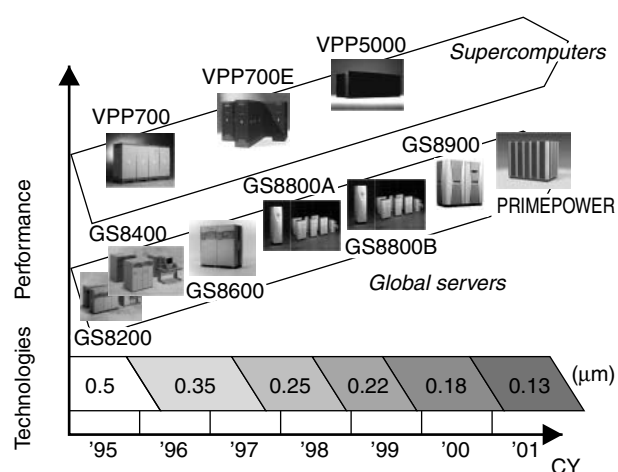 VPP5000
Supercomputers
VPP700E
VPP700
GS8900
GS8800A
PRIMEPOWER
GS8400
GS8800B
GS8600
Global servers
GS8200
Performance
Technologies
0.5 0.35 0.25 0.22 0.18 0.13 (μm)
'95 '96 '97 '98 '99 '00 '01
CY